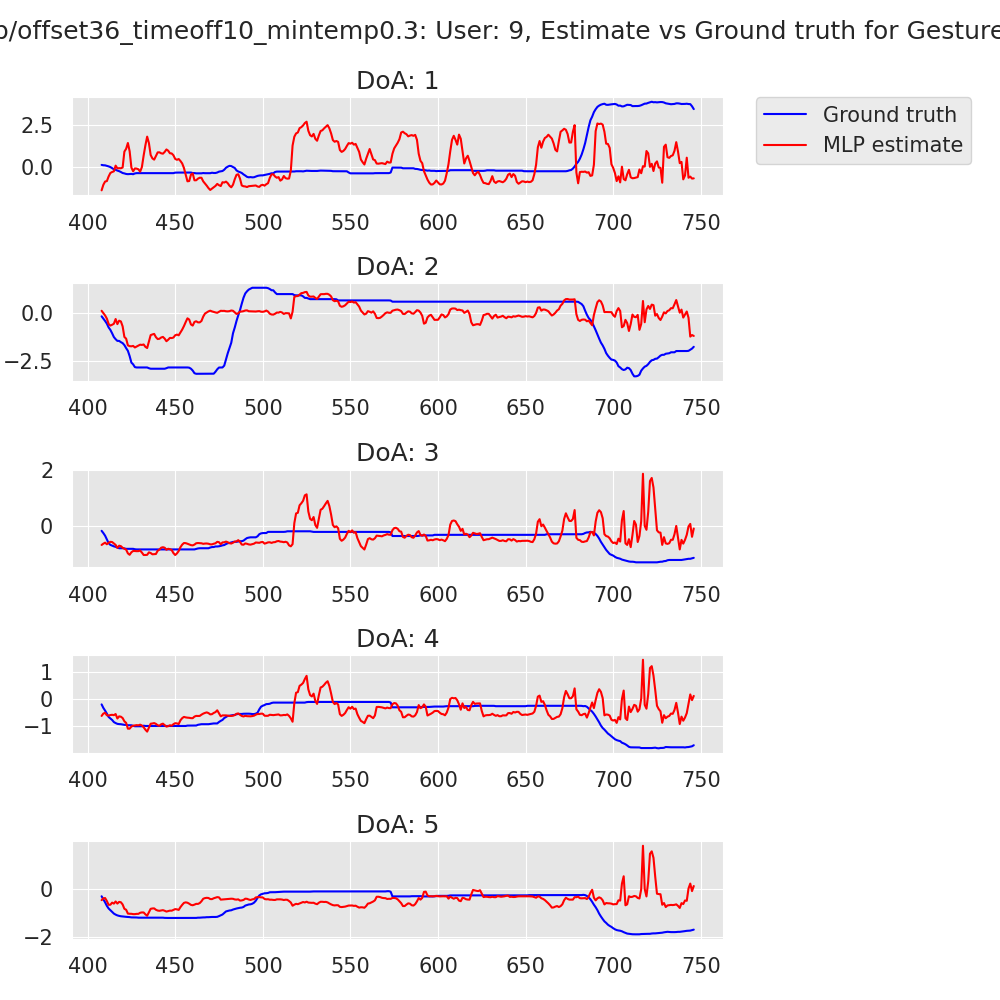 o/offset36_timeoff10_mintemp0.3: User: 9, Estimate vs Ground truth for Gesture
DoA: 1
Ground truth
MLP estimate
2.5
0.0
400 450 500 550 600 650 700 750
DoA: 2
0.0
−2.5
400 450 500 550 600 650 700 750
DoA: 3
2
0
400 450 500 550 600 650 700 750
DoA: 4
1
0
−1
400 450 500 550 600 650 700 750
DoA: 5
0
−2
400 450 500 550 600 650 700 750